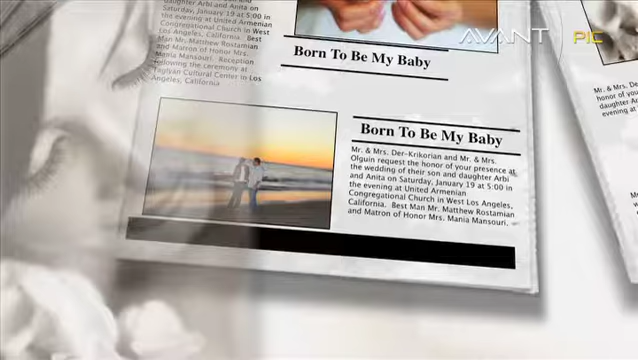 daughter Arbi and Anita on
Saturday, January 19 at 5:00 in
the evening at United Armenian
Congregational Church in West
Los Angeles, California. Best
Man Mr. Matthew Rostamian
and Matron of Honor Mrs.
Mania Mansouri. Reception
following the ceremony at
Cultural Center in Los
Angeles, California
Born To Be My Baby
AVANT PIC
Mr. & Mrs. De
honor of your
daughter Ar
evening at
Born To Be My Baby
Mr. & Mrs. Der-Krikorian and Mr. & Mrs.
Olguin request the honor of your presence at
the wedding of their son and daughter Arbi
and Anita on Saturday, January 19 at 5:00 in
the evening at United Armenian
Congregational Church in West Los Angeles,
California. Best Man Mr. Matthew Rostamian
and Matron of Honor Mrs. Mania Mansouri.